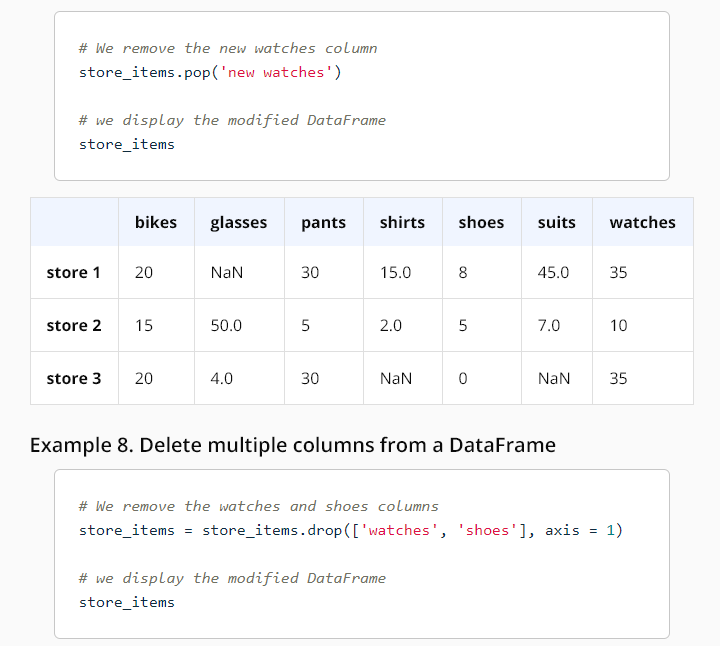 # We remove the new watches column
store_items.pop('new watches')
# we display the modified DataFrame
store_items
bikes glasses pants shirts shoes suits watches
store 1 20 NaN 30 15.0 8 45.0 35
store 2 15 50.0 5 2.0 5 7.0 10
store 3 20 4.0 30 NaN 0 NaN 35
Example 8. Delete multiple columns from a DataFrame
# We remove the watches and shoes columns
store_items = store_items.drop(['watches', 'shoes'], axis = 1)
# we display the modified DataFrame
store_items